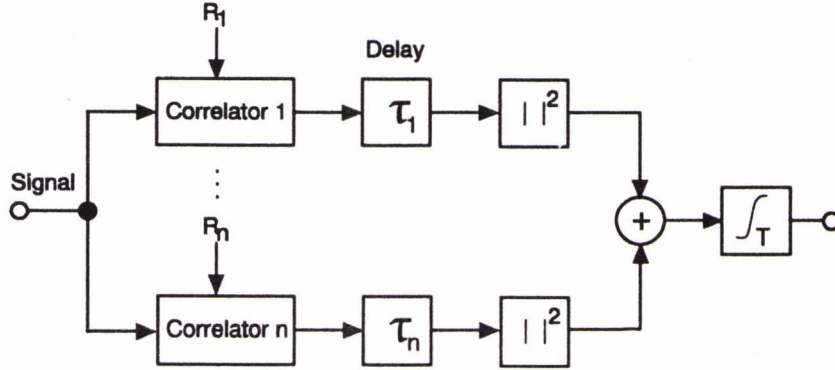 R₁
Delay
Correlator 1
τ₁
| |²
Signal
∫T
+
Rₙ
Correlator n
τₙ
| |²